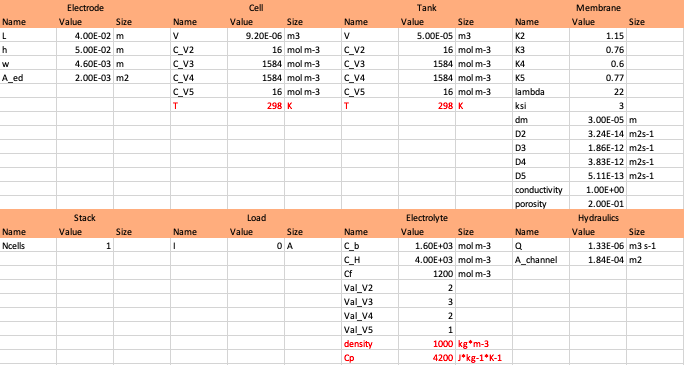 Electrode Cell Tank Membrane
Name Value Size Name Value Size Name Value Size Name Value Size
L 4.00E-02 m V 9.20E-06 m3 V 5.00E-05 m3 K2 1.15
h 5.00E-02 m C_V2 16 mol m-3 C_V2 16 mol m-3 K3 0.76
w 4.60E-03 m C_V3 1584 mol m-3 C_V3 1584 mol m-3 K4 0.6
A_ed 2.00E-03 m2 C_V4 1584 mol m-3 C_V4 1584 mol m-3 K5 0.77
C_V5 16 mol m-3 C_V5 16 mol m-3 lambda 22
T 298 K T 298 K ksi 3
dm 3.00E-05 m
D2 3.24E-14 m2s-1
D3 1.86E-12 m2s-1
D4 3.83E-12 m2s-1
D5 5.11E-13 m2s-1
conductivity 1.00E+00
porosity 2.00E-01
Stack Load Electrolyte Hydraulics
Name Value Size Name Value Size Name Value Size Name Value Size
Ncells 1 I 0 A C_b 1.60E+03 mol m-3 Q 1.33E-06 m3 s-1
C_H 4.00E+03 mol m-3 A_channel 1.84E-04 m2
Cf 1200 mol m-3
Val_V2 2
Val_V3 3
Val_V4 2
Val_V5 1
density 1000 kg*m-3
Cp 4200 J*kg-1*K-1